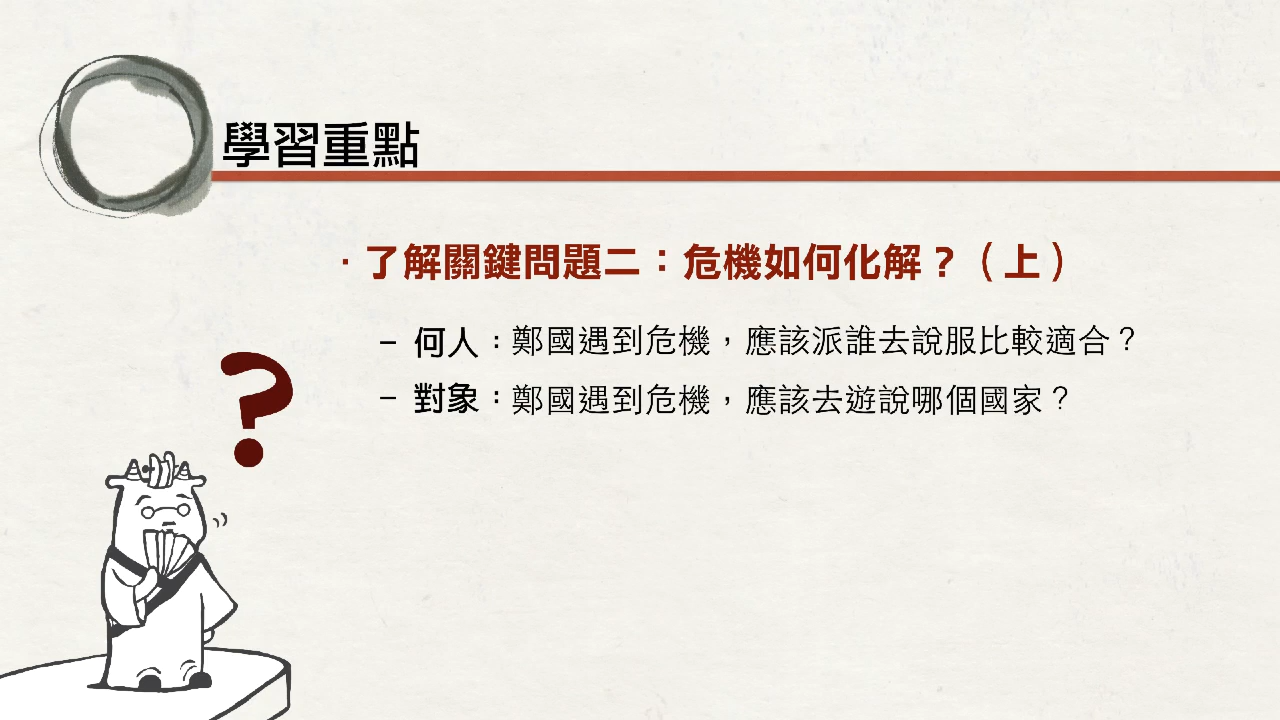 學習重點
· 了解關鍵問題二：危機如何化解？（上）
– 何人：鄭國遇到危機，應該派誰去說服比較適合？
– 對象：鄭國遇到危機，應該去遊說哪個國家？
?